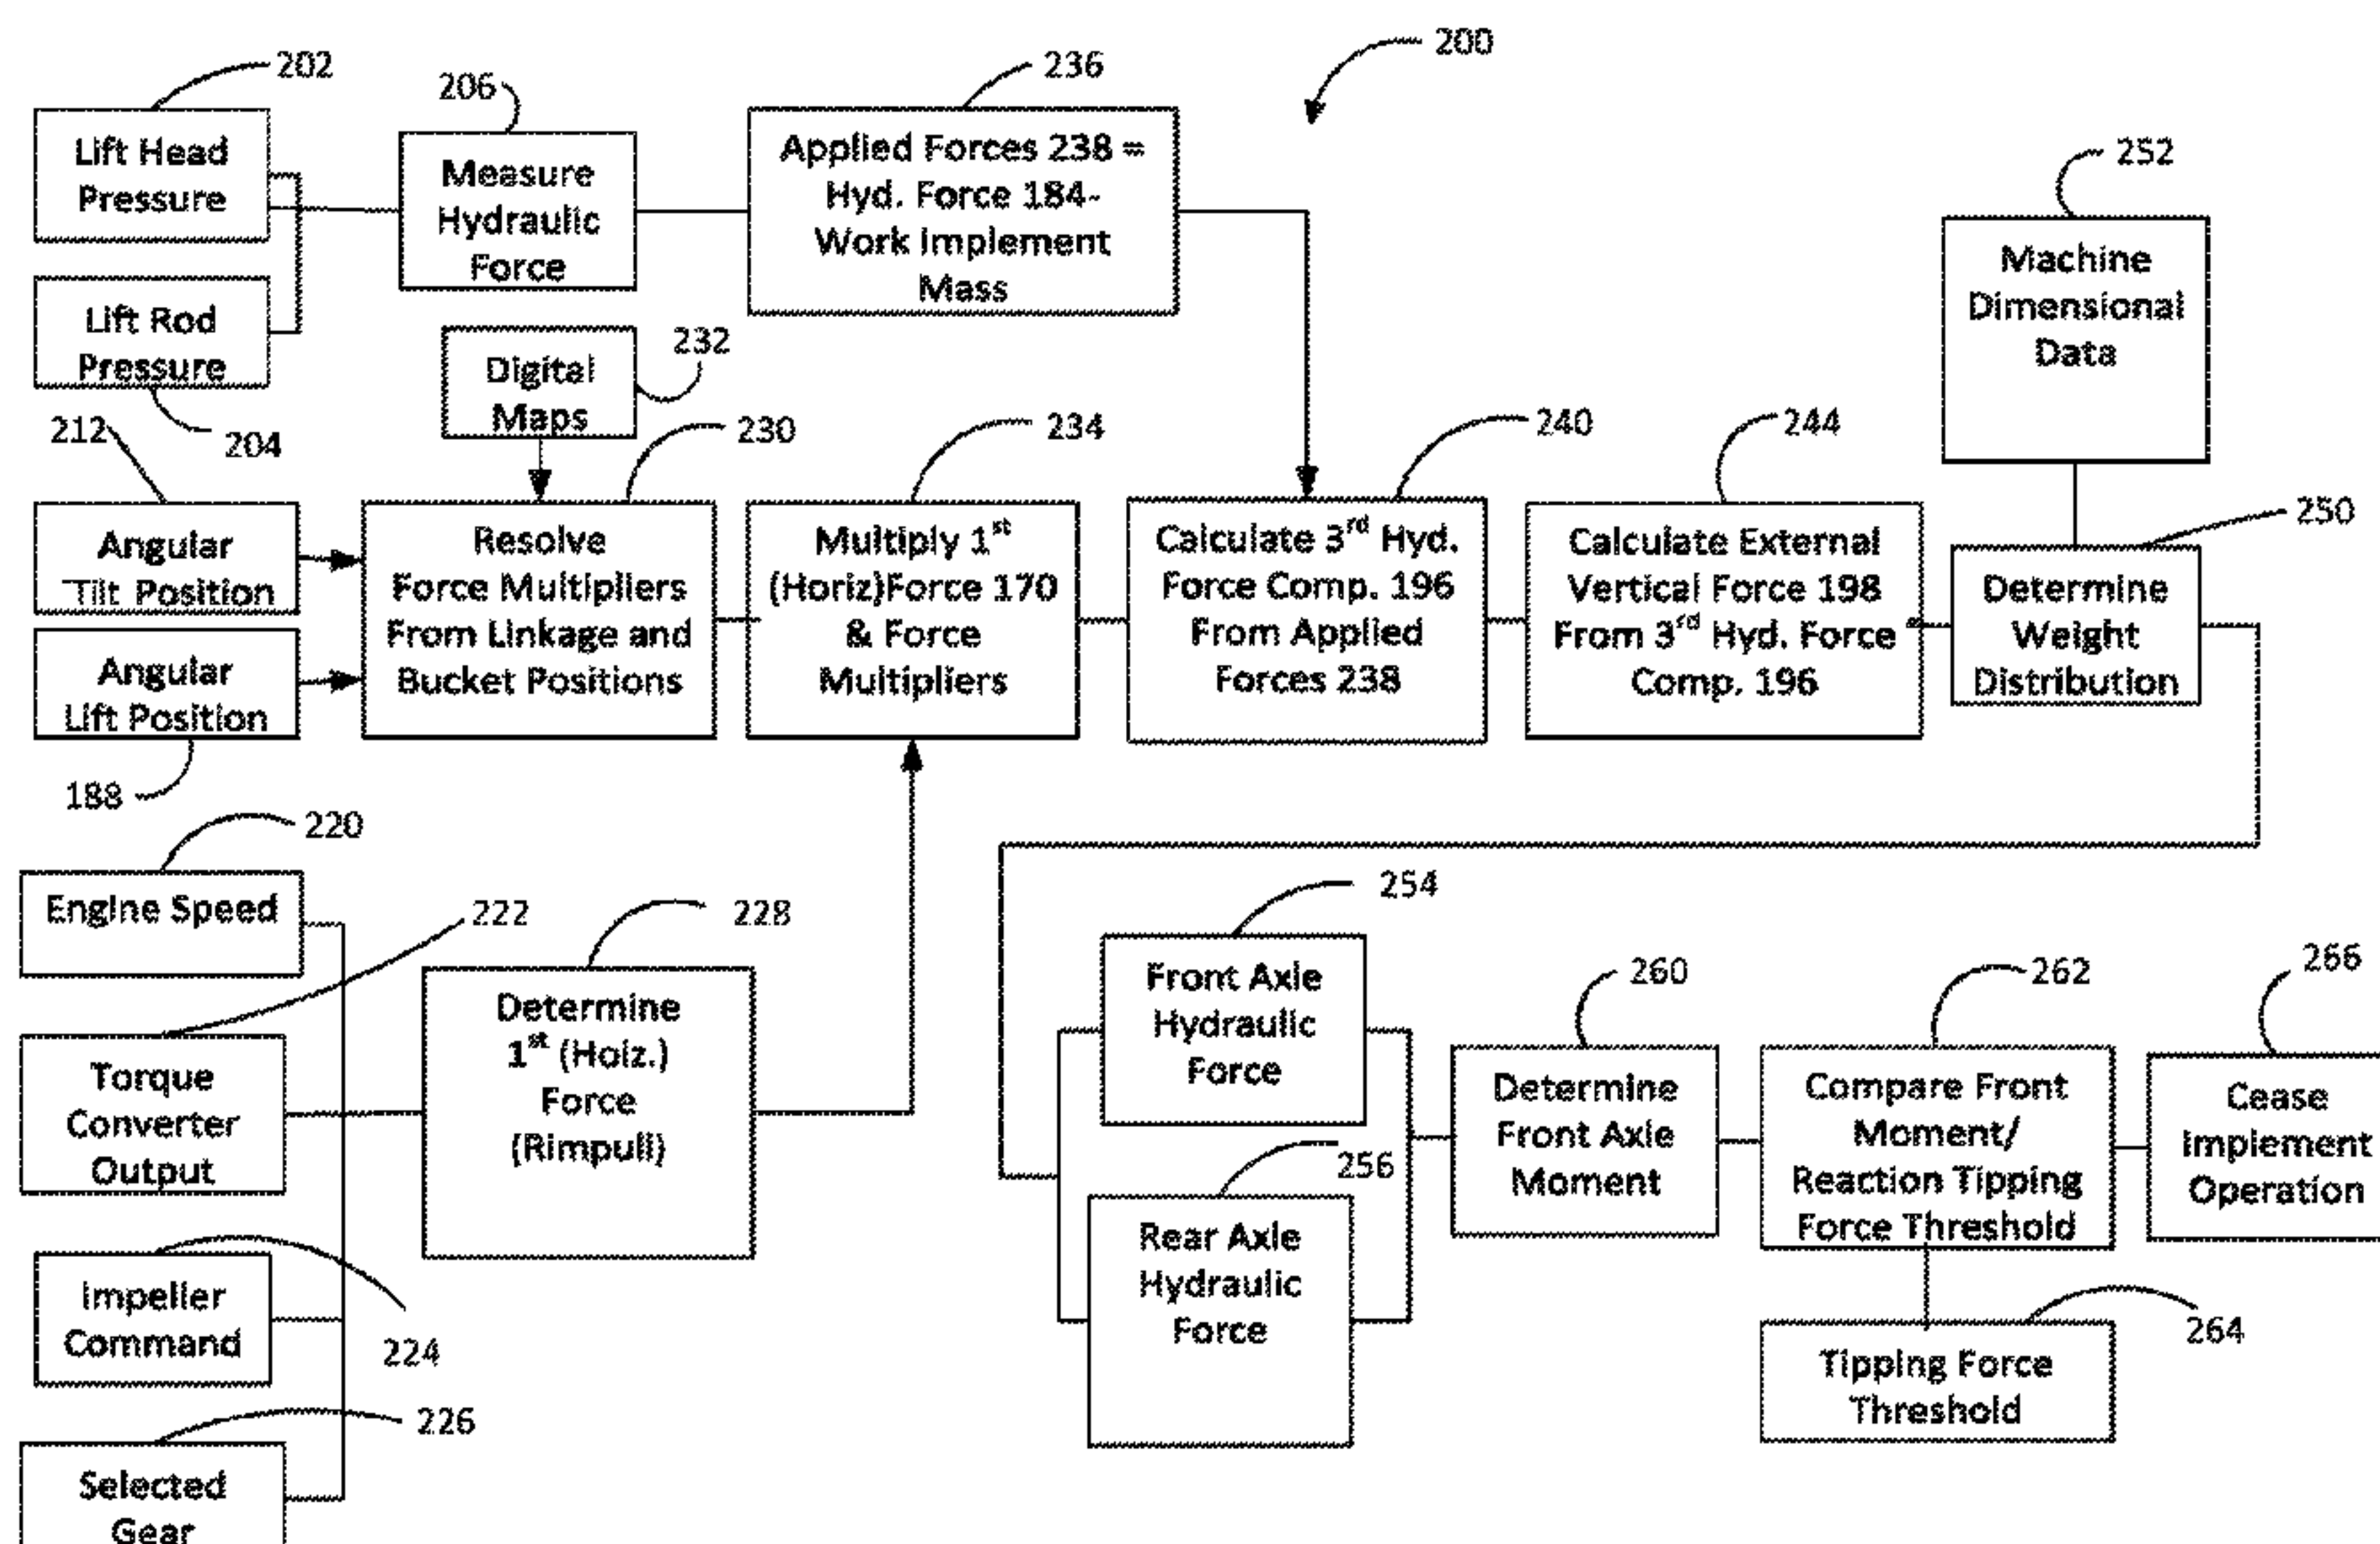 200
202
206
236
252
Lift Head
Pressure
Measure
Hydraulic
Force
Applied Forces 238 =
Hyd. Force 184-
Work Implement
Mass
Machine
Dimensional
Data
Lift Rod
Pressure
204
Digital
Maps
232
212
230
234
240
244
250
Angular
Tilt Position
Angular
Lift Position
188
Resolve
Force Multipliers
From Linkage and
Bucket Positions
Multiply 1st
(Horiz)Force 170
& Force
Multipliers
Calculate 3rd Hyd.
Force Comp. 196
From Applied
Forces 238
Calculate External
Vertical Force 198
From 3rd Hyd. Force
Comp. 196
Determine
Weight
Distribution
220
Engine Speed
222
228
Torque
Converter
Output
Determine
1st (Hoiz.)
Force
(Rimpull)
Impeller
Command
224
226
Selected
Gear
254
Front Axle
Hydraulic
Force
256
Rear Axle
Hydraulic
Force
260
Determine
Front Axle
Moment
262
Compare Front
Moment/
Reaction Tipping
Force Threshold
266
Cease
Implement
Operation
264
Tipping Force
Threshold